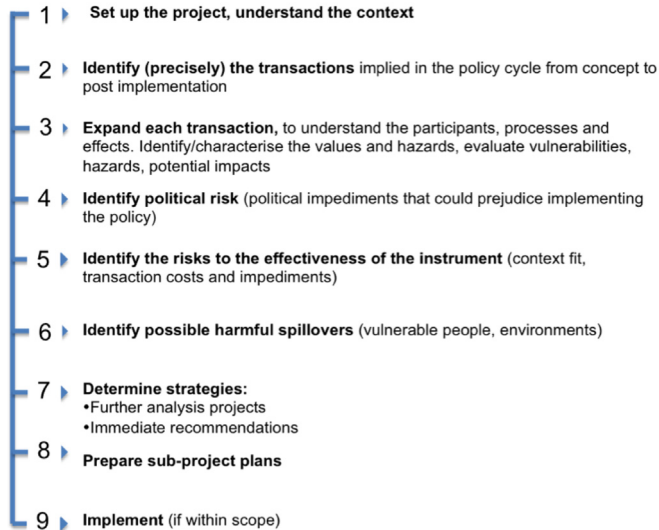 1 Set up the project, understand the context
2 Identify (precisely) the transactions implied in the policy cycle from concept to
post implementation
3 Expand each transaction, to understand the participants, processes and
effects. Identify/characterise the values and hazards, evaluate vulnerabilities,
hazards, potential impacts
4 Identify political risk (political impediments that could prejudice implementing
the policy)
5 Identify the risks to the effectiveness of the instrument (context fit,
transaction costs and impediments)
6 Identify possible harmful spillovers (vulnerable people, environments)
7 Determine strategies:
•Further analysis projects
•Immediate recommendations
8 Prepare sub-project plans
9 Implement (if within scope)